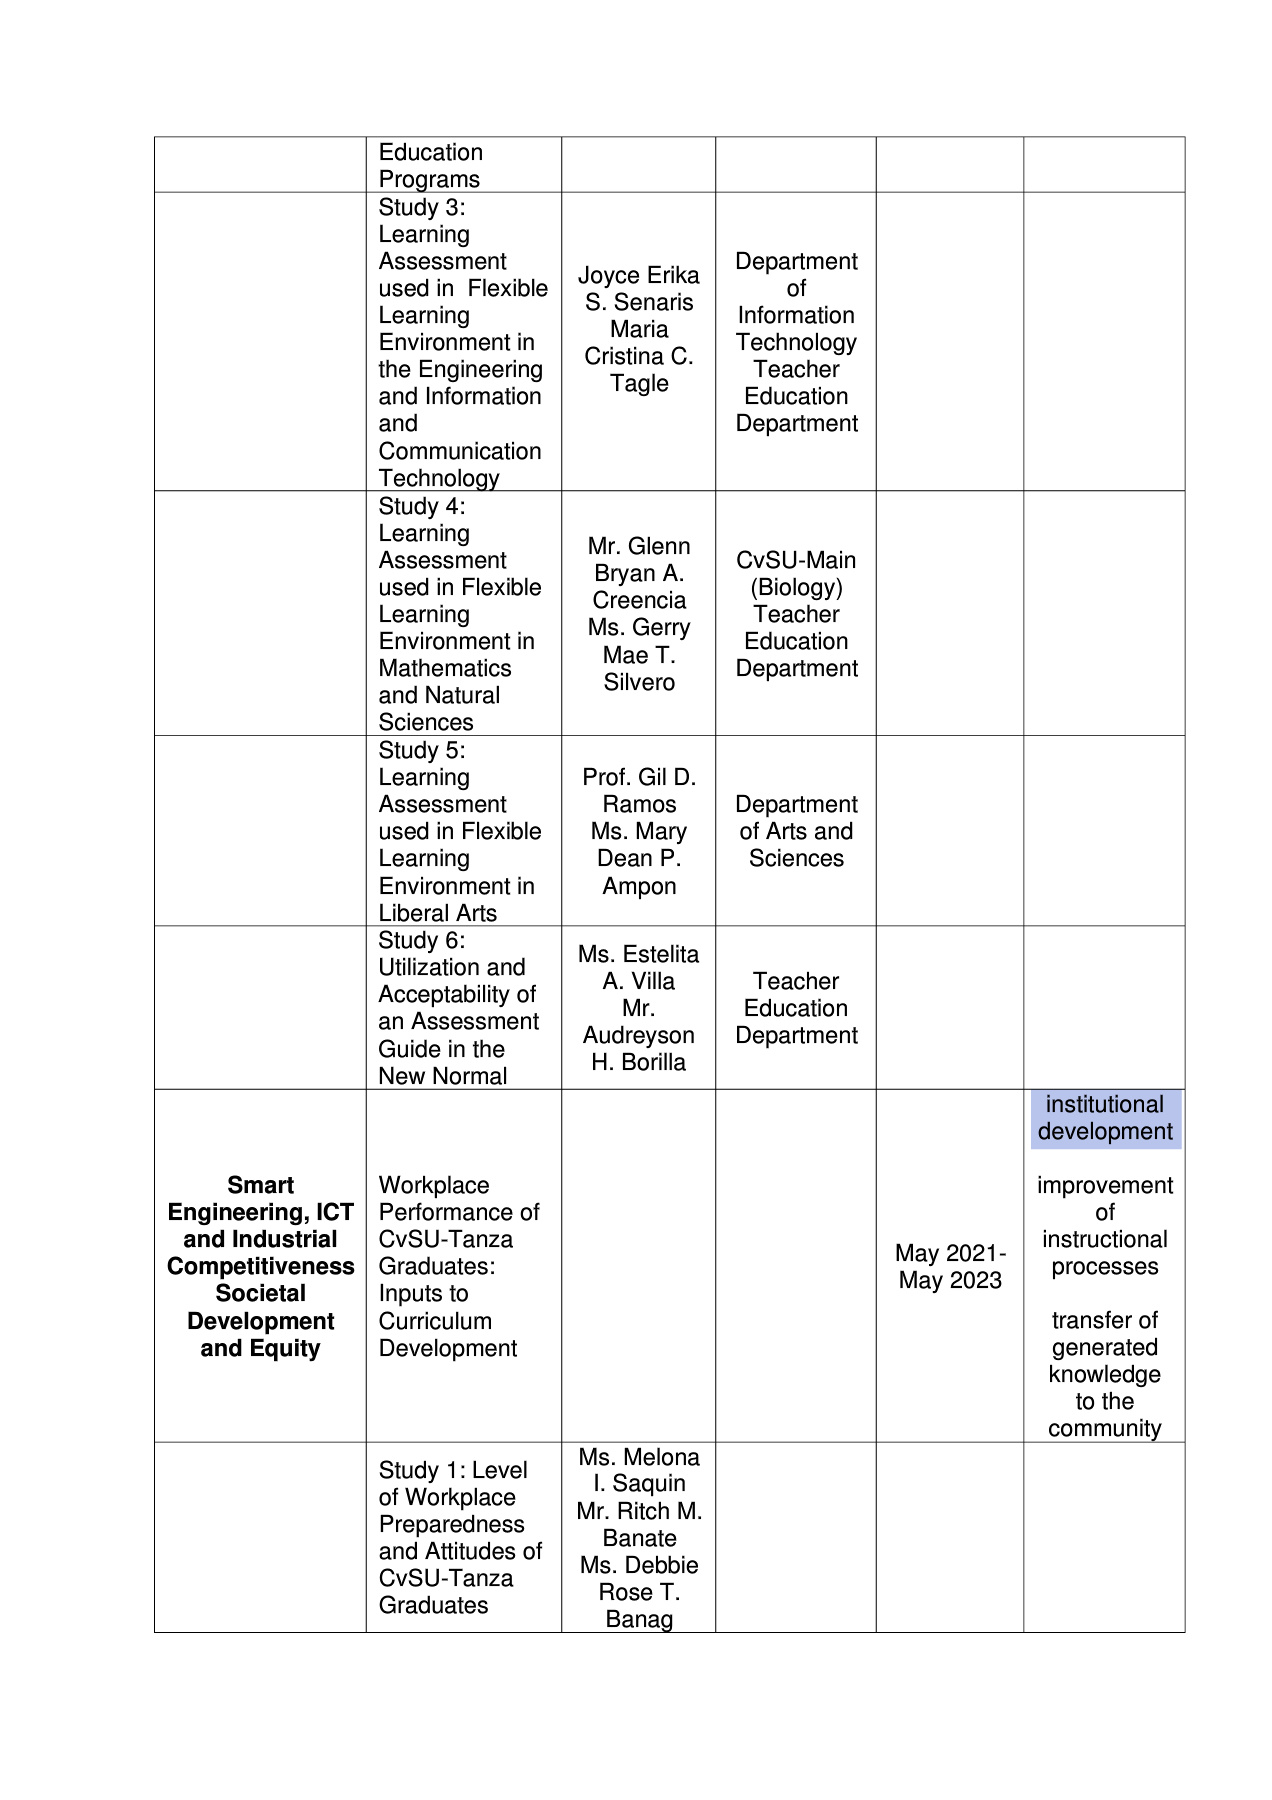 Education
Programs
Study 3:
Learning
Assessment
used in  Flexible
Learning
Environment in
the Engineering
and Information
and
Communication
Technology
Joyce Erika
S. Senaris
Maria
Cristina C.
Tagle
Department
of
Information
Technology
Teacher
Education
Department
Study 4:
Learning
Assessment
used in Flexible
Learning
Environment in
Mathematics
and Natural
Sciences
Mr. Glenn
Bryan A.
Creencia
Ms. Gerry
Mae T.
Silvero
CvSU-Main
(Biology)
Teacher
Education
Department
Study 5:
Learning
Assessment
used in Flexible
Learning
Environment in
Liberal Arts
Prof. Gil D.
Ramos
Ms. Mary
Dean P.
Ampon
Department
of Arts and
Sciences
Study 6:
Utilization and
Acceptability of
an Assessment
Guide in the
New Normal
Ms. Estelita
A. Villa
Mr.
Audreyson
H. Borilla
Teacher
Education
Department
Smart
Engineering, ICT
and Industrial
Competitiveness
Societal
Development
and Equity
Workplace
Performance of
CvSU-Tanza
Graduates:
Inputs to
Curriculum
Development
May 2021-
May 2023
institutional
development
improvement
of
instructional
processes
transfer of
generated
knowledge
to the
community
Study 1: Level
of Workplace
Preparedness
and Attitudes of
CvSU-Tanza
Graduates
Ms. Melona
I. Saquin
Mr. Ritch M.
Banate
Ms. Debbie
Rose T.
Banag